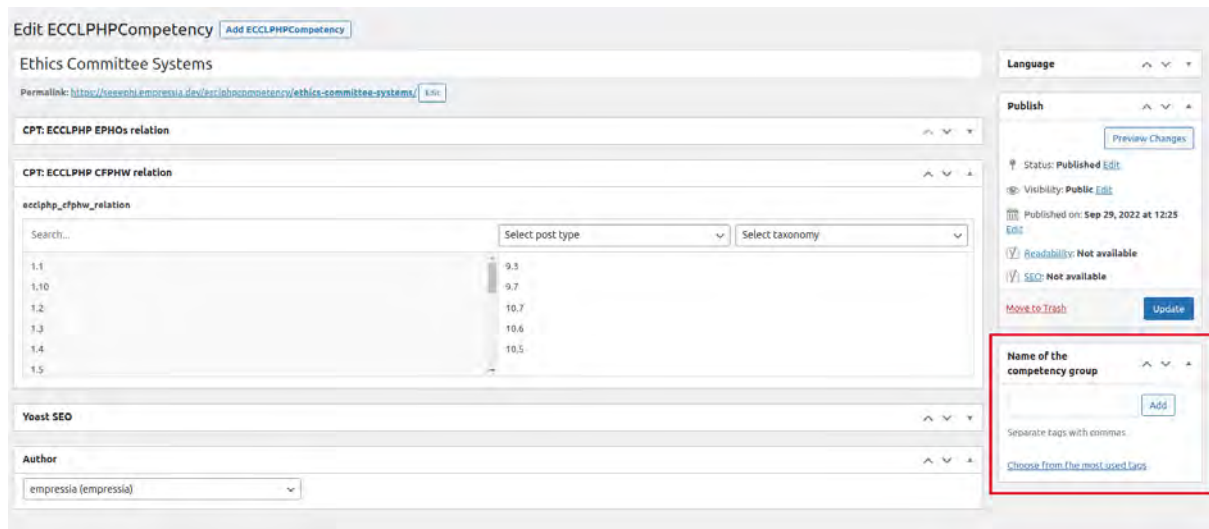 Edit ECCLPHPCompetency Add ECCLPHPCompetency
Ethics Committee Systems
Permalink: https://seeephi.empressia.dev/ecclphpcompetency/ethics-committee-systems/ Edit
CPT: ECCLPHP EPHOs relation
CPT: ECCLPHP CFPHW relation
ecclphp_cfphw_relation
Search...
Select post type
Select taxonomy
1.1
1.10
1.2
1.3
1.4
1.5
9.3
9.7
10.7
10.6
10.5
Yoast SEO
Author
empressia (empressia)
Language
Publish
Preview Changes
Status: Published Edit
Visibility: Public Edit
Published on: Sep 29, 2022 at 12:25
Edit
Readability: Not available
SEO: Not available
Move to Trash
Update
Name of the
competency group
Add
Separate tags with commas
Choose from the most used tags